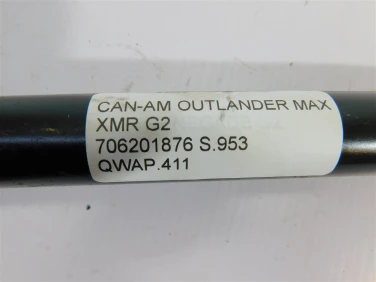 CAN-AM OUTLANDER MAX
XMR G2
706201876 S.953
QWAP.411